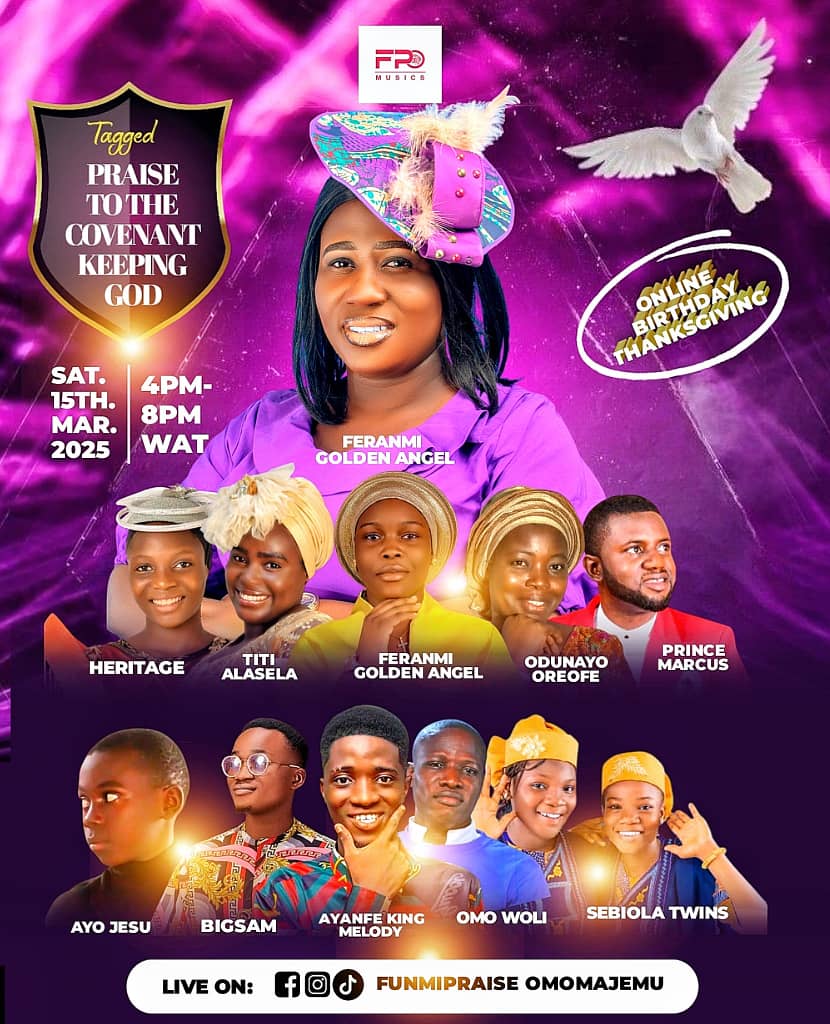 FPO
MUSICS
Tagged
PRAISE
TO THE
COVENANT
KEEPING
GOD
ONLINE
BIRTHDAY
THANKSGIVING
SAT.
15TH.
MAR.
2025
4PM-
8PM
WAT
FERANMI
GOLDEN ANGEL
HERITAGE
TITI
ALASELA
FERANMI
GOLDEN ANGEL
ODUNAYO
OREOFE
PRINCE
MARCUS
AYO JESU
BIGSAM
AYANFE KING
MELODY
OMO WOLI
SEBIOLA TWINS
LIVE ON: FUNMIPRAISE OMOMAJEMU